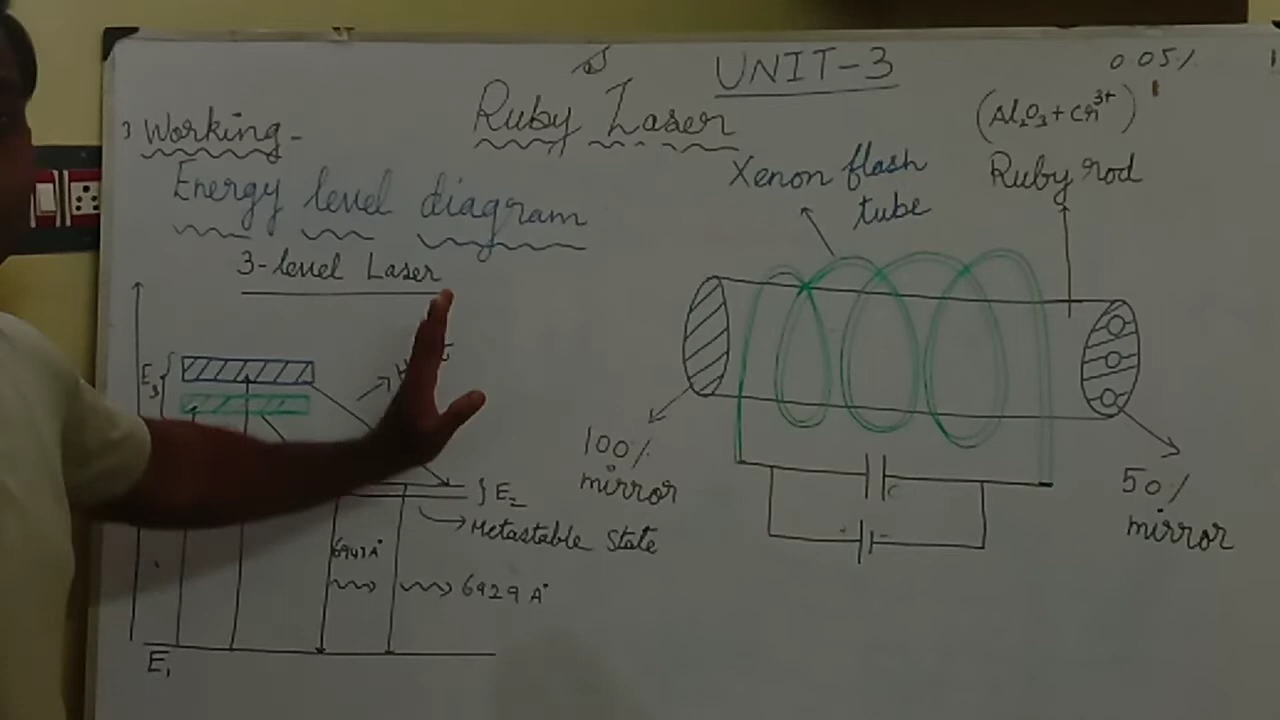 UNIT-3
0.05%
Ruby Laser
(Al₂O₃ + Cr³⁺)
3 Working -
Xenon flash
tube
Ruby rod
Energy level diagram
3-level Laser
E₃
100%
mirror
50%
mirror
C
+ -
} E₂
Metastable State
6943 A°
6929 A°
E₁